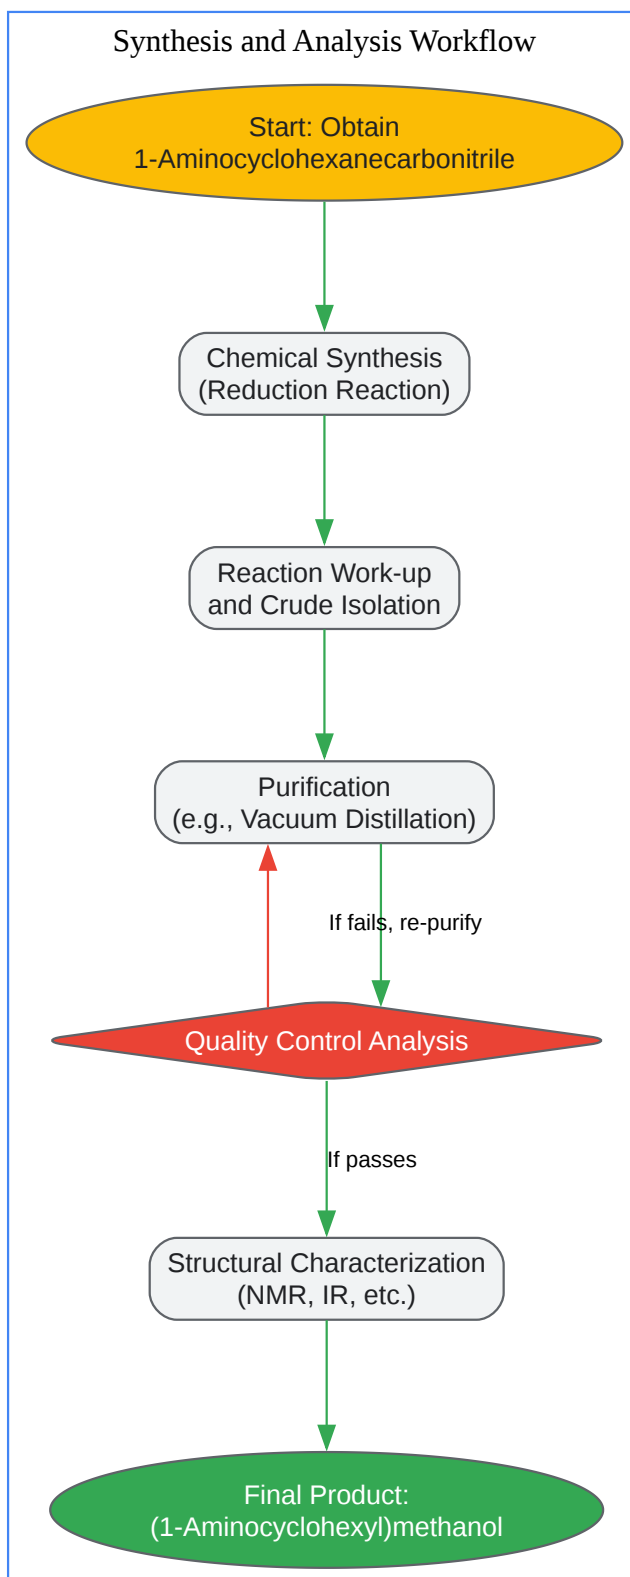 Synthesis and Analysis Workflow
Start: Obtain
1-Aminocyclohexanecarbonitrile
Chemical Synthesis
(Reduction Reaction)
Reaction Work-up
and Crude Isolation
Purification
(e.g., Vacuum Distillation)
If fails, re-purify
Quality Control Analysis
If passes
Structural Characterization
(NMR, IR, etc.)
Final Product:
(1-Aminocyclohexyl)methanol